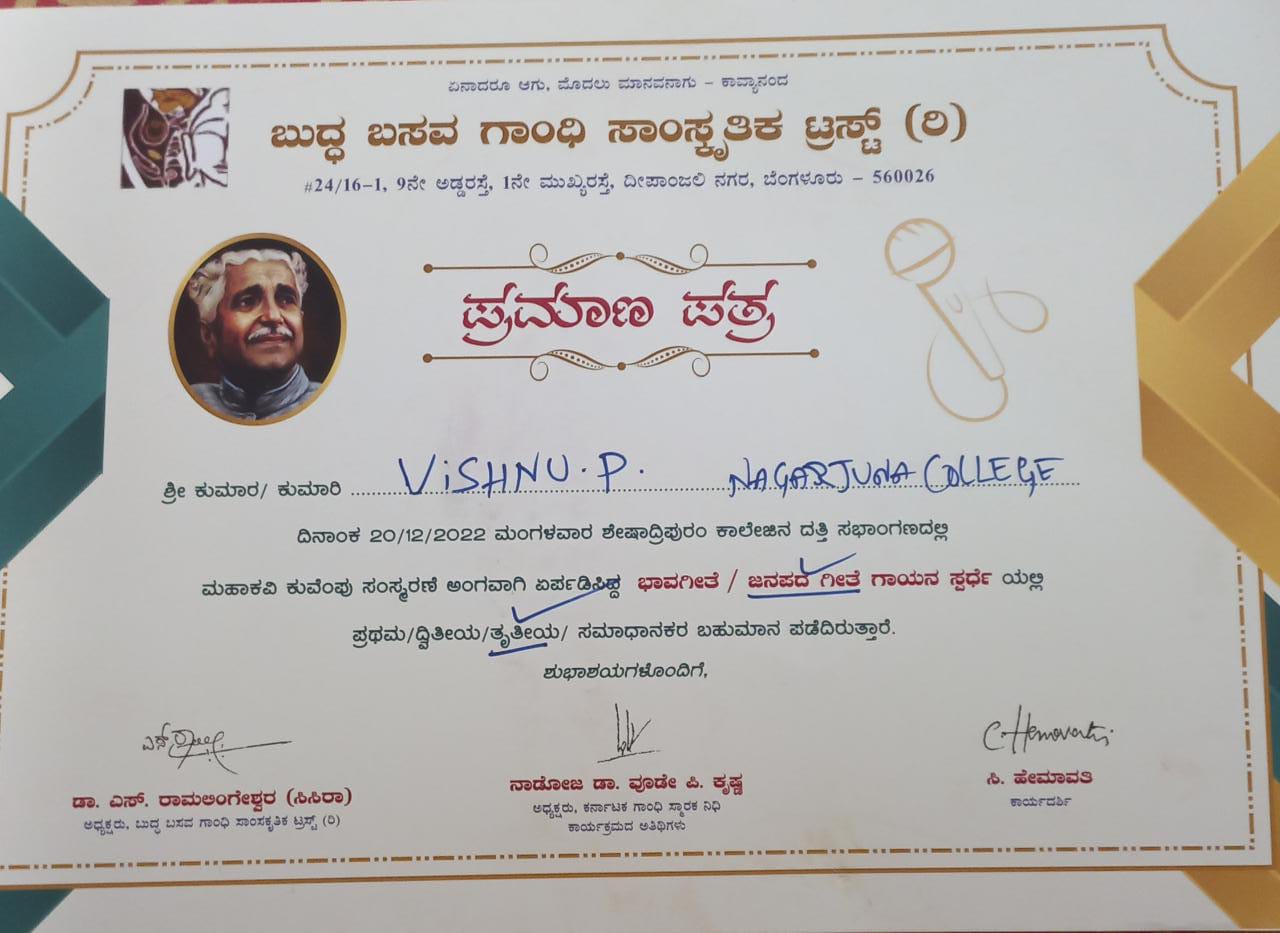 ಏನಾದರೂ ಆಗು, ಮೊದಲು ಮಾನವನಾಗು – ಕಾವ್ಯಾನಂದ
ಬುದ್ಧ ಬಸವ ಗಾಂಧಿ ಸಾಂಸ್ಕೃತಿಕ ಟ್ರಸ್ಟ್ (ರಿ)
#24/16-1, 9ನೇ ಅಡ್ಡರಸ್ತೆ, 1ನೇ ಮುಖ್ಯರಸ್ತೆ, ದೀಪಾಂಜಲಿ ನಗರ, ಬೆಂಗಳೂರು – 560026
ಪ್ರಮಾಣ ಪತ್ರ
ಶ್ರೀ ಕುಮಾರ/ ಕುಮಾರಿ VISHNU. P. NAGARJUNA COLLEGE
ದಿನಾಂಕ 20/12/2022 ಮಂಗಳವಾರ ಶೇಷಾದ್ರಿಪುರಂ ಕಾಲೇಜಿನ ದತ್ತಿ ಸಭಾಂಗಣದಲ್ಲಿ
ಮಹಾಕವಿ ಕುವೆಂಪು ಸಂಸ್ಮರಣೆ ಅಂಗವಾಗಿ ಏರ್ಪಡಿಸಿದ್ದ ಭಾವಗೀತೆ / ಜನಪದ ಗೀತೆ ಗಾಯನ ಸ್ಪರ್ಧೆ ಯಲ್ಲಿ
ಪ್ರಥಮ/ದ್ವಿತೀಯ/ತೃತೀಯ/ ಸಮಾಧಾನಕರ ಬಹುಮಾನ ಪಡೆದಿರುತ್ತಾರೆ.
ಶುಭಾಶಯಗಳೊಂದಿಗೆ,
C. Hemavathi
ಡಾ. ಎಸ್. ರಾಮಲಿಂಗೇಶ್ವರ (ಸಿಸಿರಾ)
ಅಧ್ಯಕ್ಷರು, ಬುದ್ಧ ಬಸವ ಗಾಂಧಿ ಸಾಂಸಕೃತಿಕ ಟ್ರಸ್ಟ್ (ರಿ)
ನಾಡೋಜ ಡಾ. ವೂಡೇ ಪಿ. ಕೃಷ್ಣ
ಅಧ್ಯಕ್ಷರು, ಕರ್ನಾಟಕ ಗಾಂಧಿ ಸ್ಮಾರಕ ನಿಧಿ
ಕಾರ್ಯಕ್ರಮದ ಅತಿಥಿಗಳು
ಸಿ. ಹೇಮಾವತಿ
ಕಾರ್ಯದರ್ಶಿ